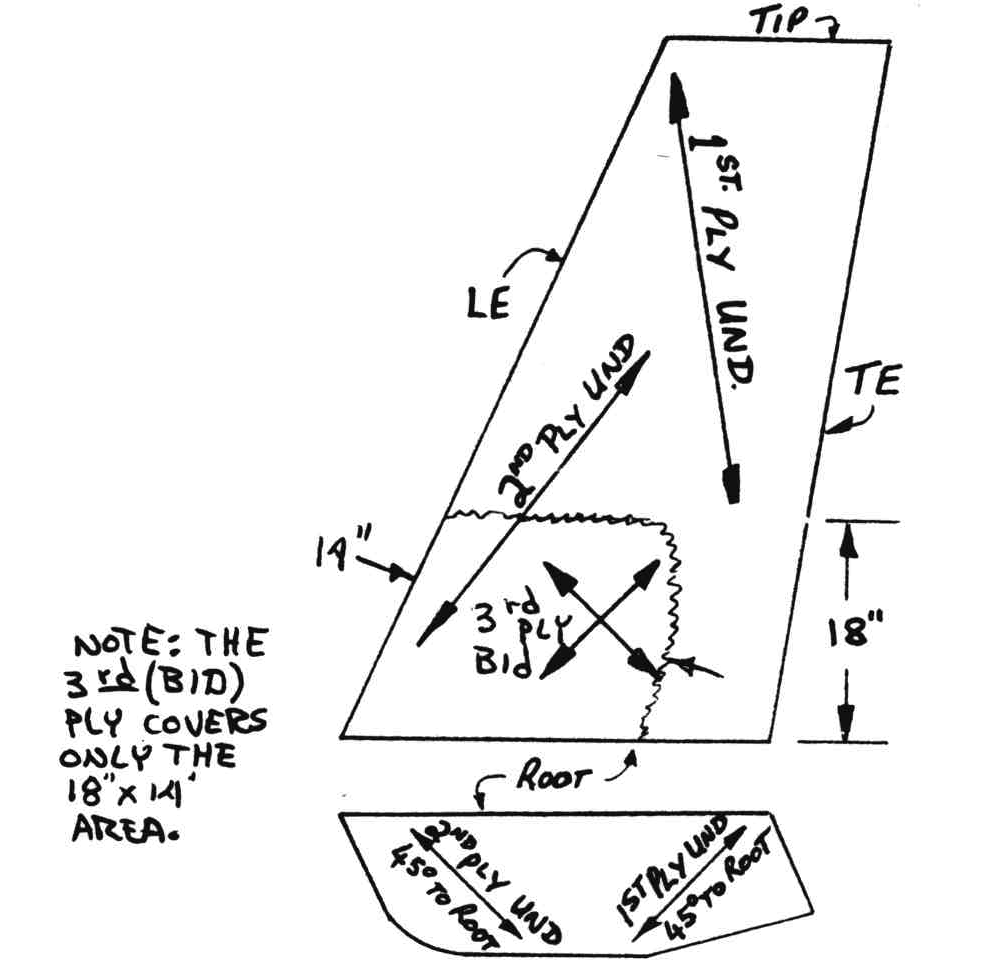 TIP
1ST. PLY UND.
LE
2ND PLY UND
TE
14"
3rd
PLY
BId
18"
NOTE: THE
3rd (BID)
PLY COVERS
ONLY THE
18" x 14'
AREA.
ROOT
2ND PLY UND
45° TO ROOT
1ST PLY UND
45° TO ROOT